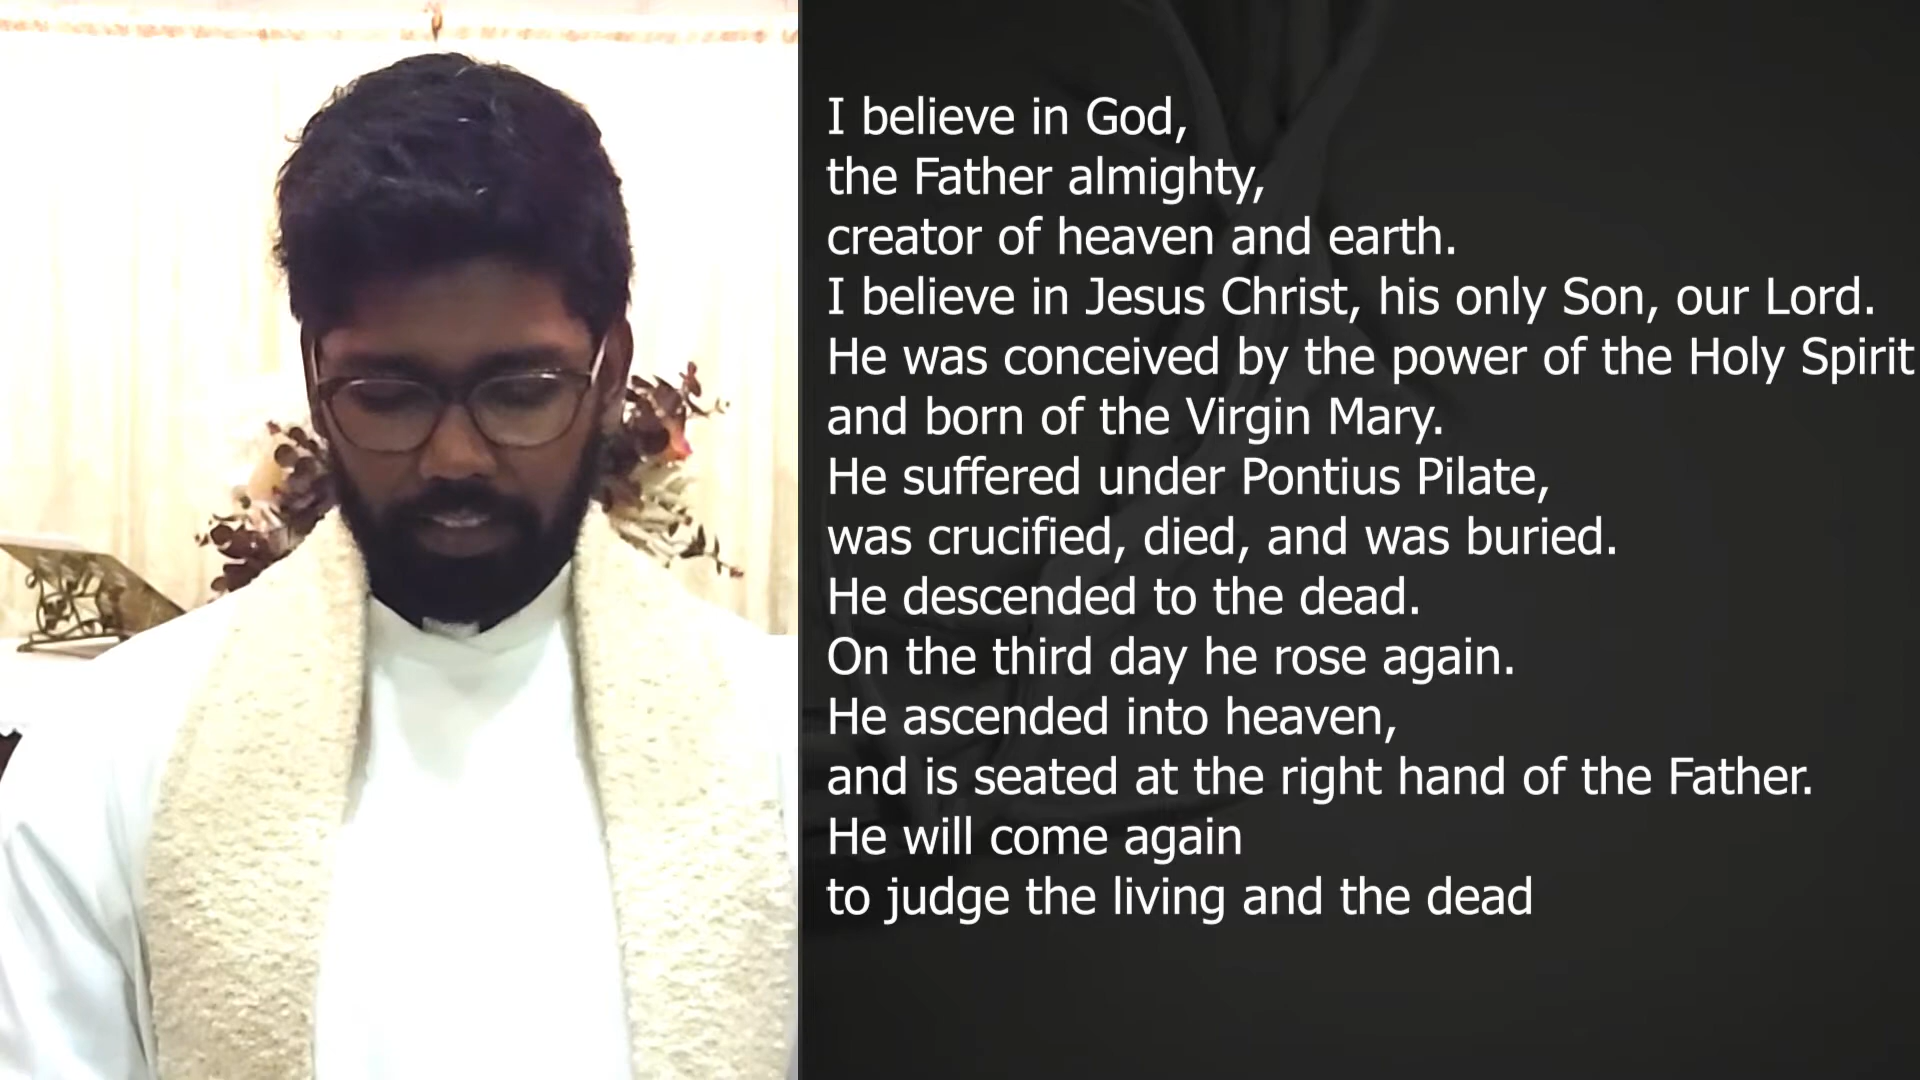 I believe in God,
the Father almighty,
creator of heaven and earth.
I believe in Jesus Christ, his only Son, our Lord.
He was conceived by the power of the Holy Spirit
and born of the Virgin Mary.
He suffered under Pontius Pilate,
was crucified, died, and was buried.
He descended to the dead.
On the third day he rose again.
He ascended into heaven,
and is seated at the right hand of the Father.
He will come again
to judge the living and the dead